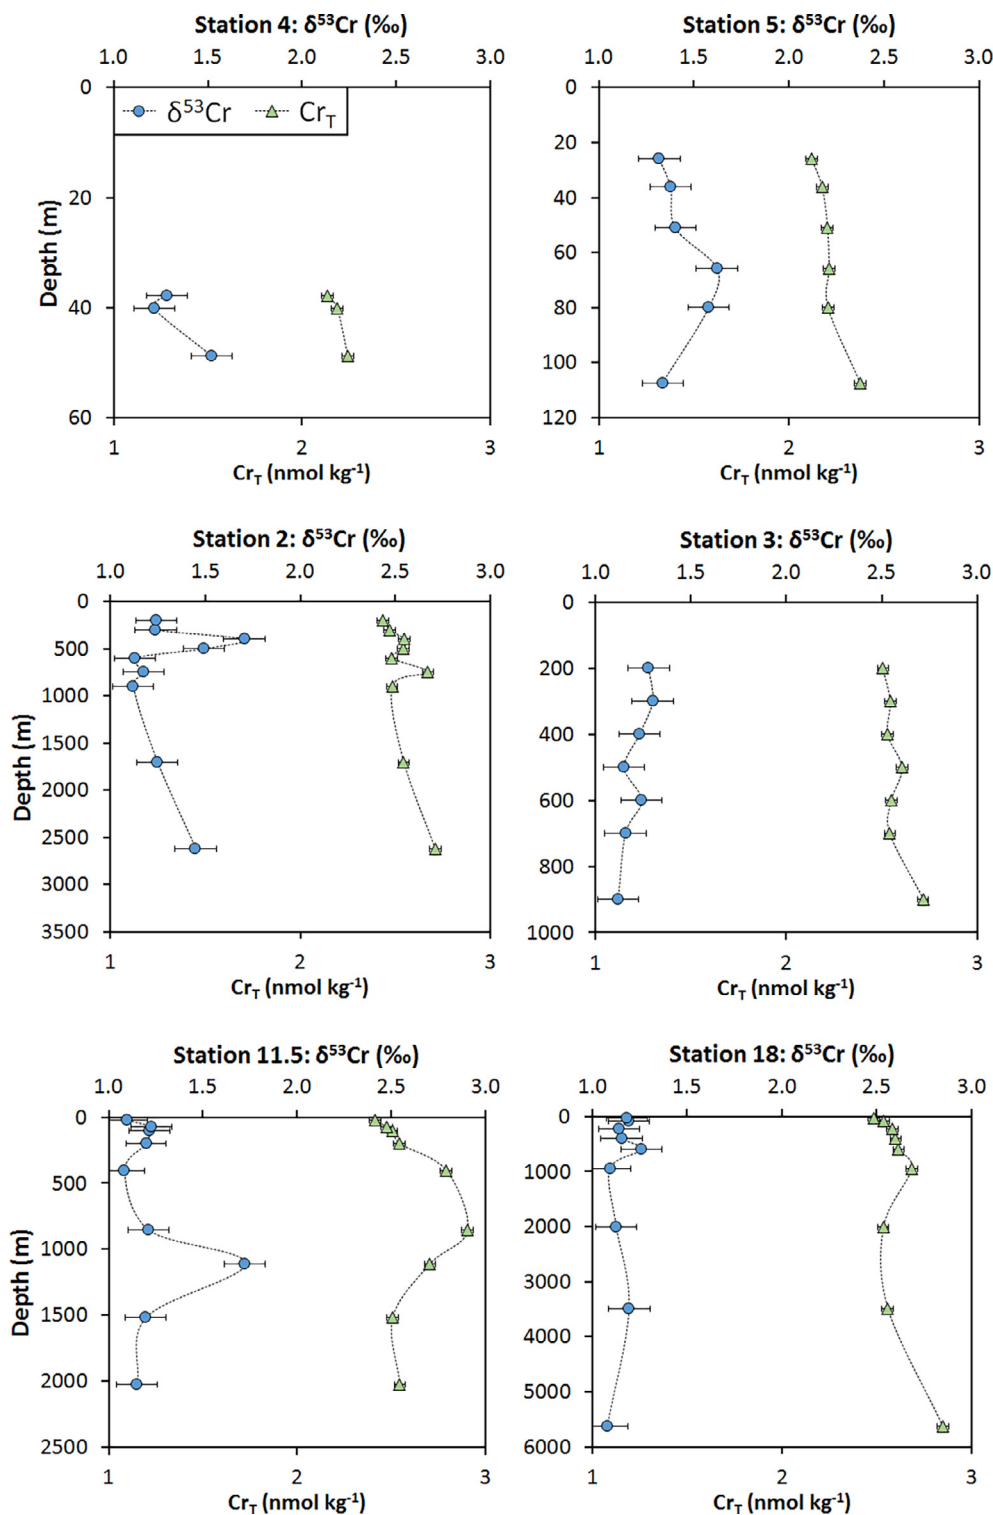 Station 4: δ⁵³Cr (‰)
1.0 1.5 2.0 2.5 3.0
0
20
40
60
Depth (m)
δ⁵³Cr Cr_T
1 2 3
Cr_T (nmol kg⁻¹)
Station 5: δ⁵³Cr (‰)
1.0 1.5 2.0 2.5 3.0
0
20
40
60
80
100
120
1 2 3
Cr_T (nmol kg⁻¹)
Station 2: δ⁵³Cr (‰)
1.0 1.5 2.0 2.5 3.0
0
500
1000
1500
2000
2500
3000
3500
Depth (m)
1 2 3
Cr_T (nmol kg⁻¹)
Station 3: δ⁵³Cr (‰)
1.0 1.5 2.0 2.5 3.0
0
200
400
600
800
1000
1 2 3
Cr_T (nmol kg⁻¹)
Station 11.5: δ⁵³Cr (‰)
1.0 1.5 2.0 2.5 3.0
0
500
1000
1500
2000
2500
Depth (m)
1 2 3
Cr_T (nmol kg⁻¹)
Station 18: δ⁵³Cr (‰)
1.0 1.5 2.0 2.5 3.0
0
1000
2000
3000
4000
5000
6000
1 2 3
Cr_T (nmol kg⁻¹)